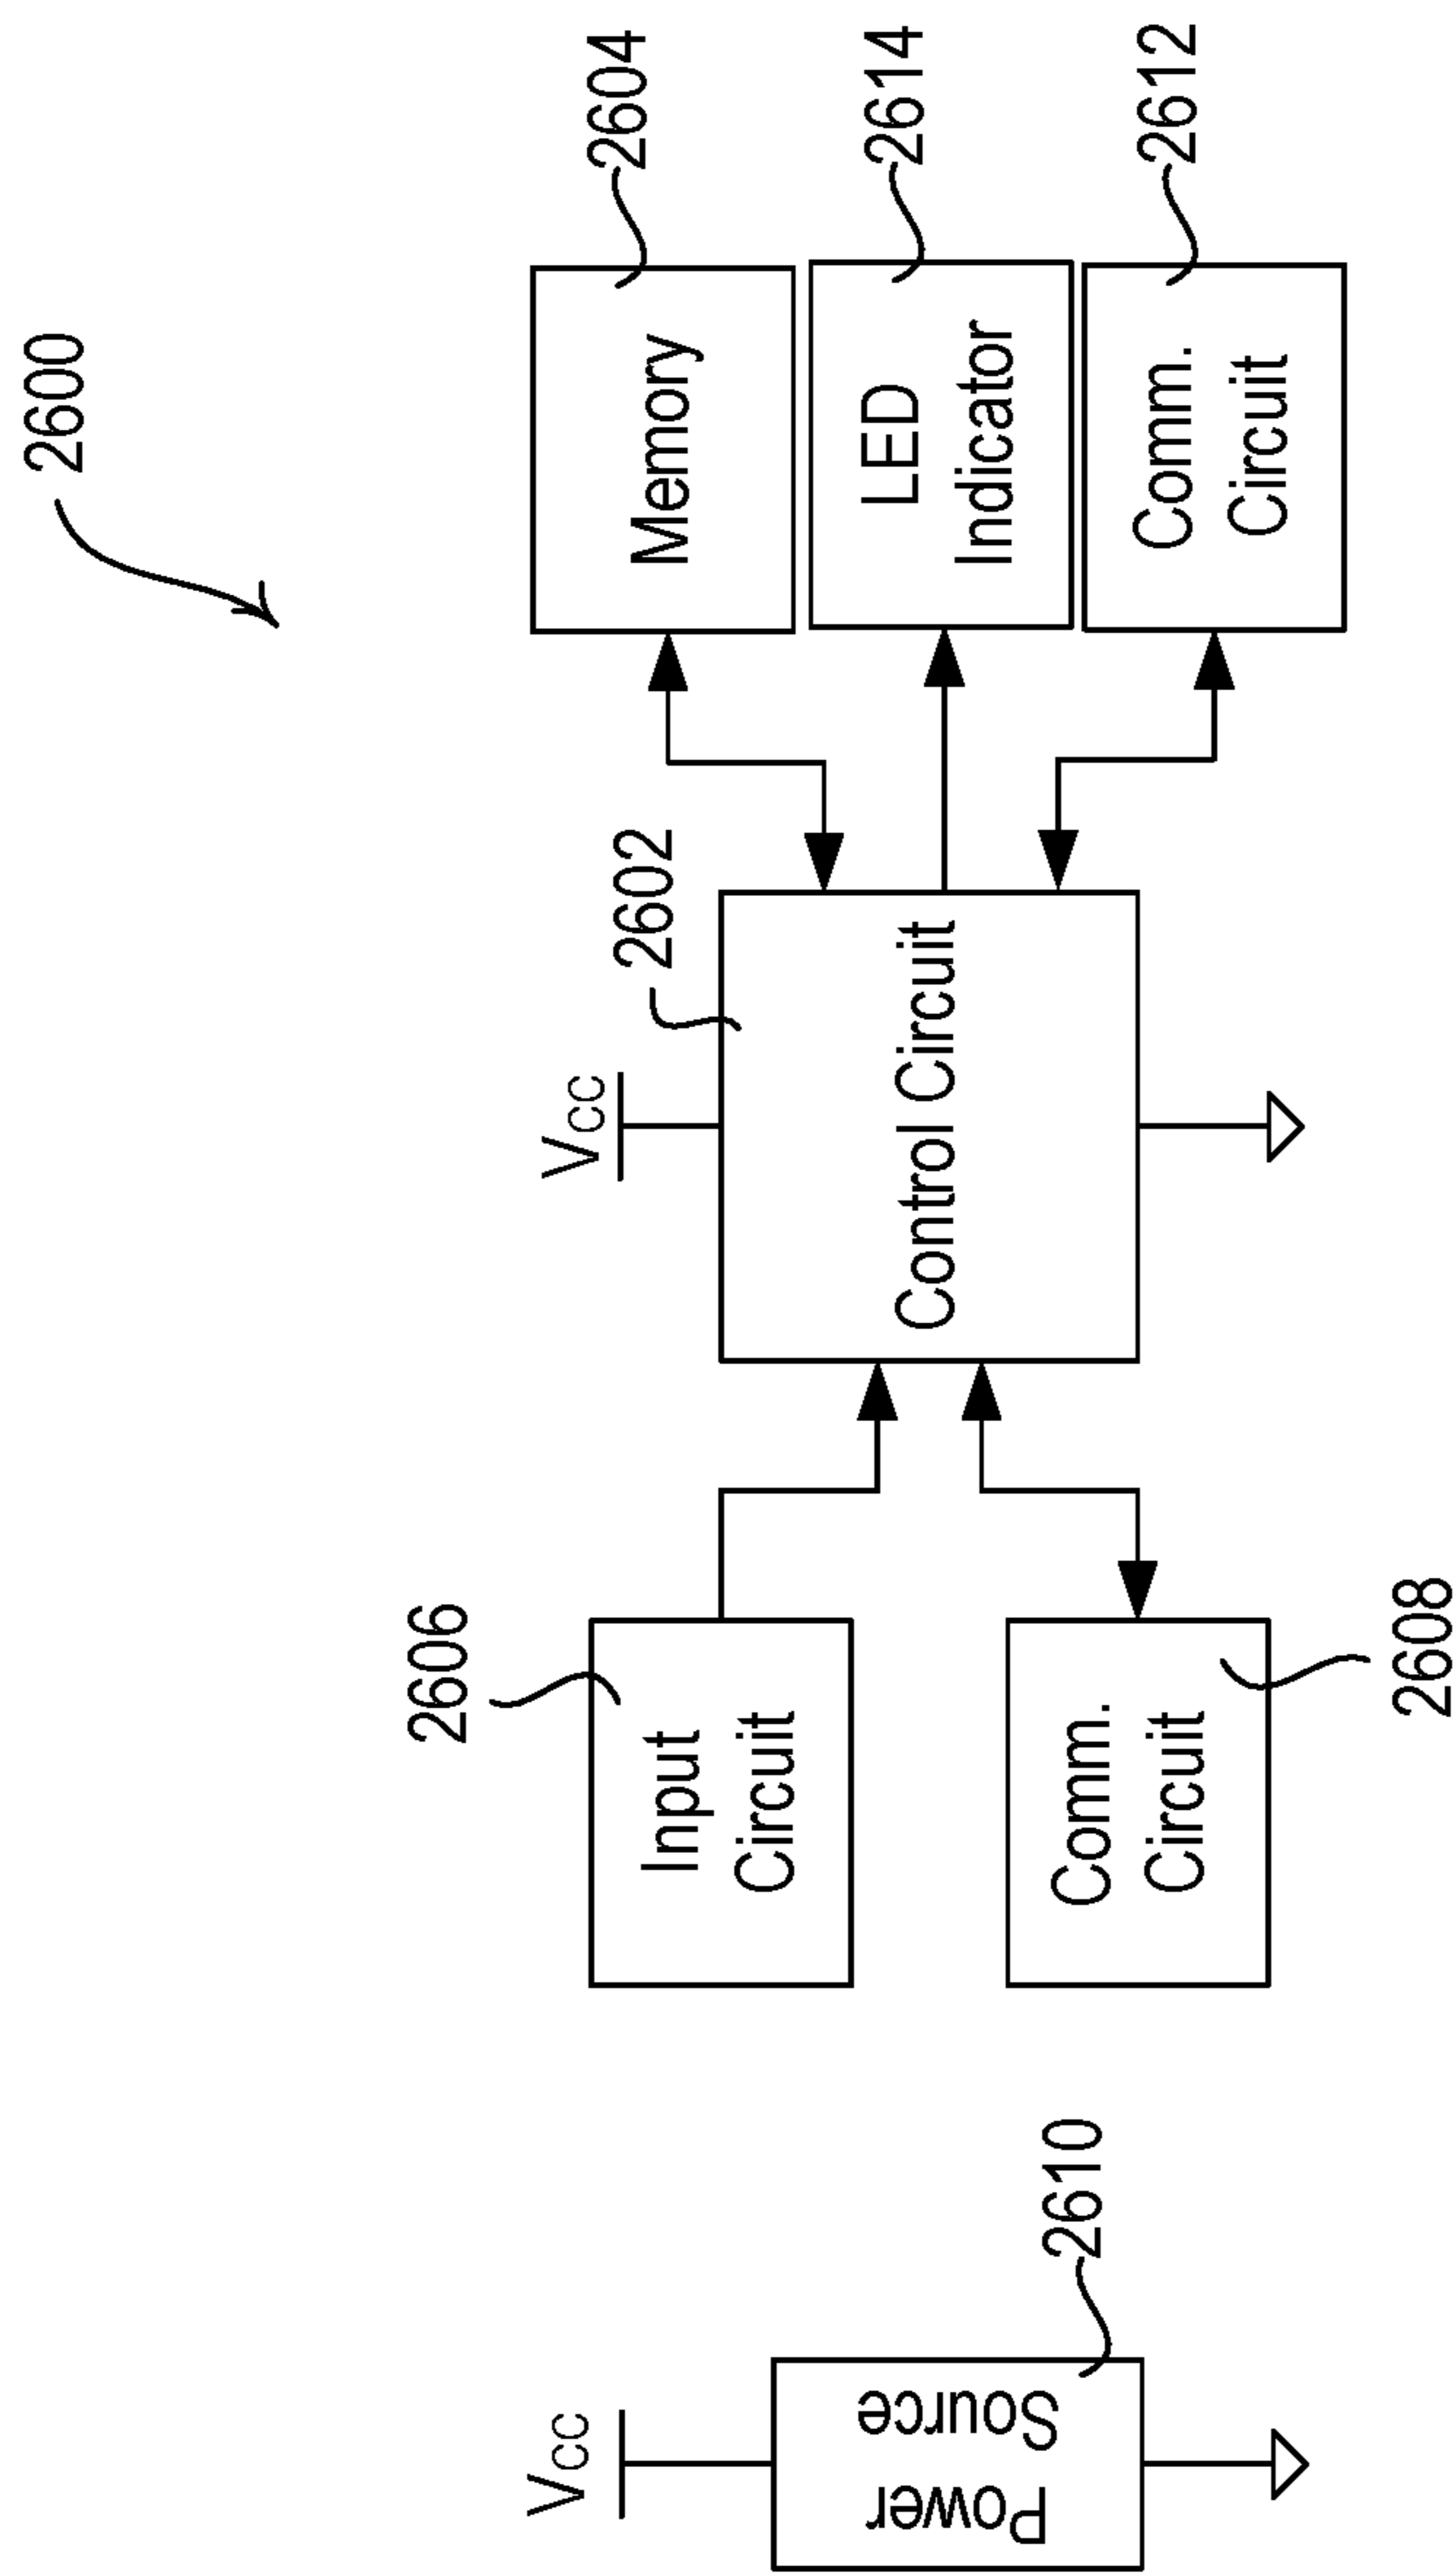 2600
Vcc
2610
Power
Source
2606
Input
Circuit
Comm.
Circuit
2608
Vcc
2602
Control Circuit
2604
Memory
2614
LED
Indicator
2612
Comm.
Circuit